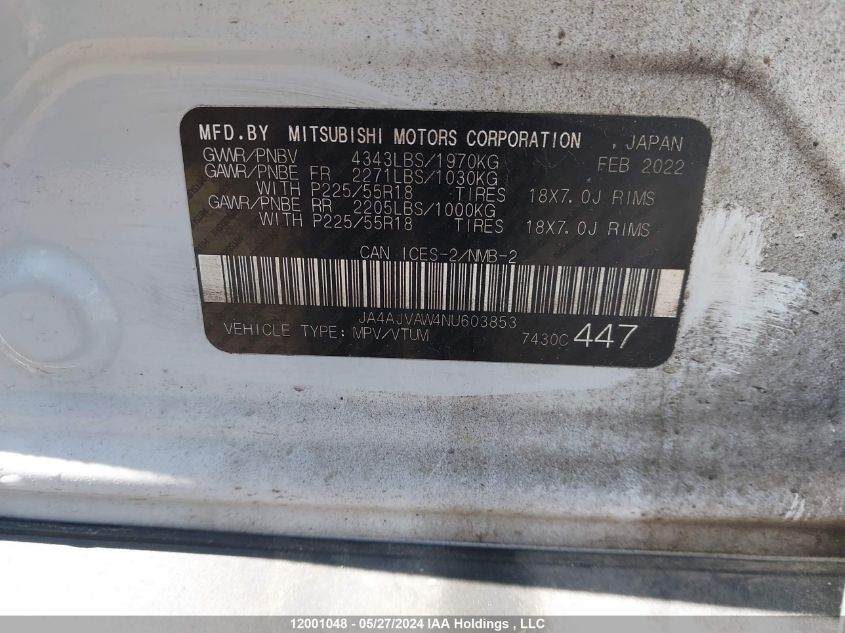 MFD.BY MITSUBISHI MOTORS CORPORATION , JAPAN
GVWR/PNBV 4343LBS/1970KG FEB 2022
GAWR/PNBE FR 2271LBS/1030KG
WITH P225/55R18 TIRES 18X7.0J RIMS
GAWR/PNBE RR 2205LBS/1000KG
WITH P225/55R18 TIRES 18X7.0J RIMS
CAN ICES-2/NMB-2
JA4AJVAW4NU603853
VEHICLE TYPE: MPV/VTUM 7430C 447
12001048 - 05/27/2024 IAA Holdings , LLC